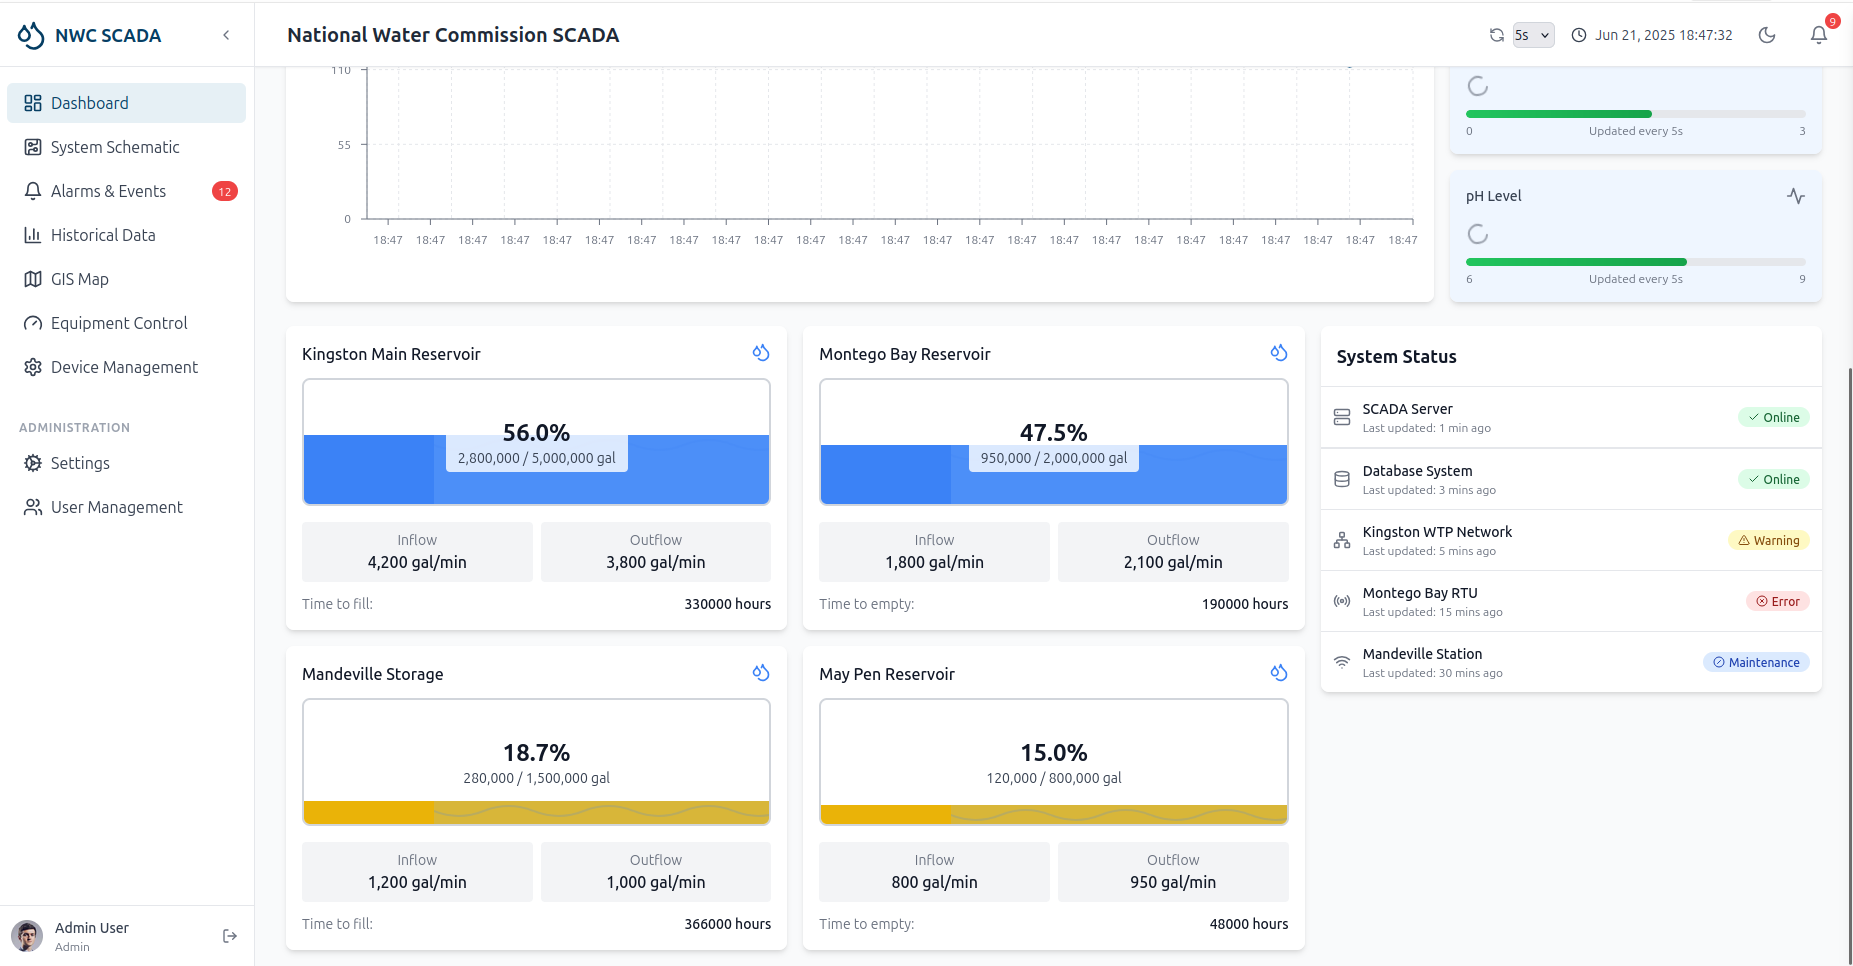 NWC SCADA
National Water Commission SCADA
5s
Jun 21, 2025 18:47:32
9
Dashboard
System Schematic
Alarms & Events
12
Historical Data
GIS Map
Equipment Control
Device Management
ADMINISTRATION
Settings
User Management
Admin User
Admin
110
55
0
18:47 18:47 18:47 18:47 18:47 18:47 18:47 18:47 18:47 18:47 18:47 18:47 18:47 18:47 18:47 18:47 18:47 18:47 18:47 18:47 18:47 18:47 18:47 18:47 18:47
0 Updated every 5s 3
pH Level
6 Updated every 5s 9
Kingston Main Reservoir
56.0%
2,800,000 / 5,000,000 gal
Inflow
4,200 gal/min
Outflow
3,800 gal/min
Time to fill: 330000 hours
Montego Bay Reservoir
47.5%
950,000 / 2,000,000 gal
Inflow
1,800 gal/min
Outflow
2,100 gal/min
Time to empty: 190000 hours
Mandeville Storage
18.7%
280,000 / 1,500,000 gal
Inflow
1,200 gal/min
Outflow
1,000 gal/min
Time to fill: 366000 hours
May Pen Reservoir
15.0%
120,000 / 800,000 gal
Inflow
800 gal/min
Outflow
950 gal/min
Time to empty: 48000 hours
System Status
SCADA Server
Last updated: 1 min ago
Online
Database System
Last updated: 3 mins ago
Online
Kingston WTP Network
Last updated: 5 mins ago
Warning
Montego Bay RTU
Last updated: 15 mins ago
Error
Mandeville Station
Last updated: 30 mins ago
Maintenance